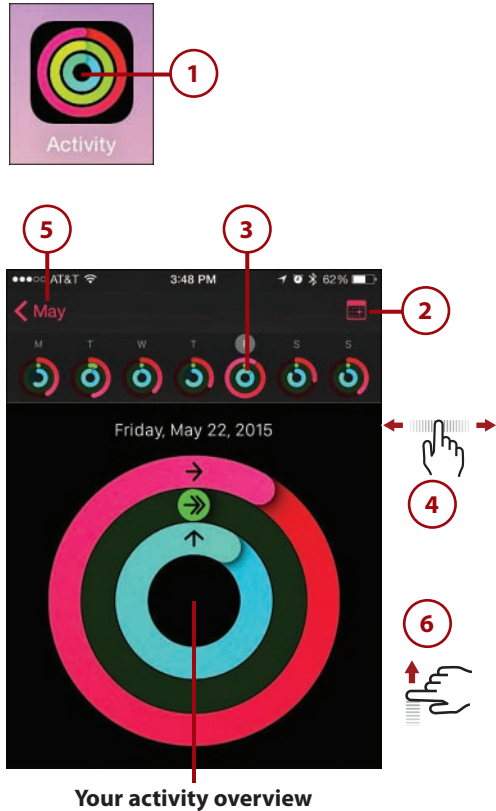 1
Activity
5
3
AT&T 3:48 PM 62%
May
2
M T W T F S S
Friday, May 22, 2015
4
6
Your activity overview